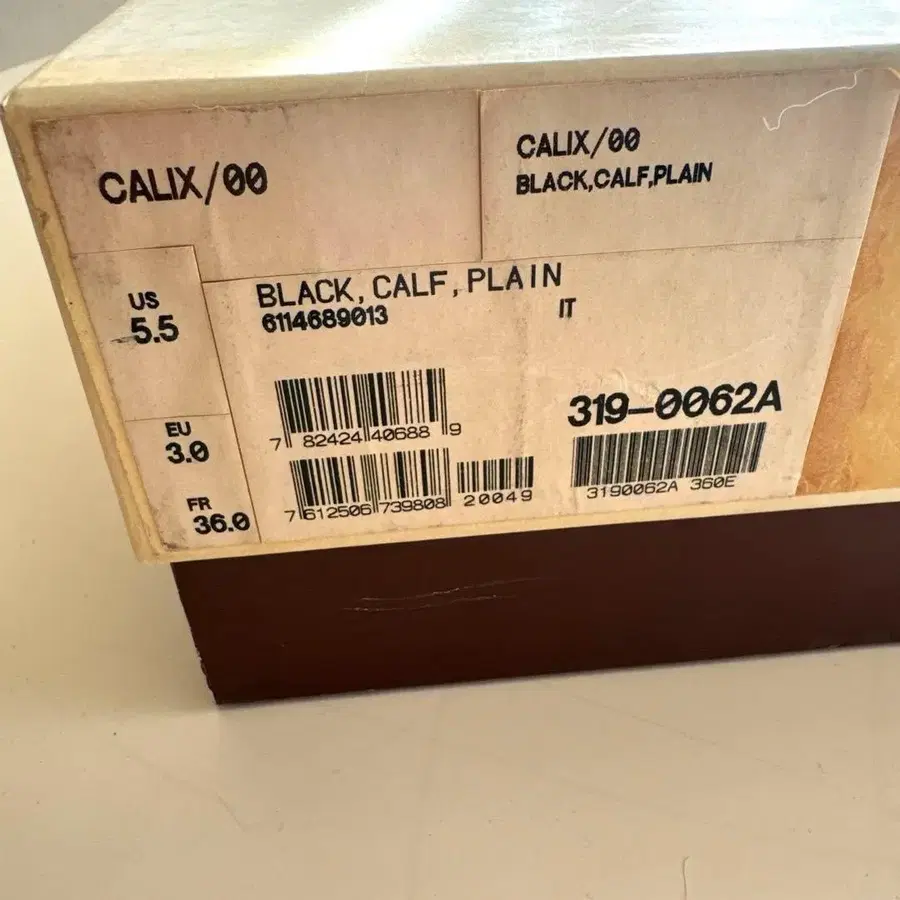 CALIX/00
CALIX/00
BLACK,CALF,PLAIN
US
5.5
BLACK, CALF, PLAIN
6114689013
IT
EU
3.0
FR
36.0
7 82424 40688 9
319-0062A
3190062A 360E
7 612506 739808 20049